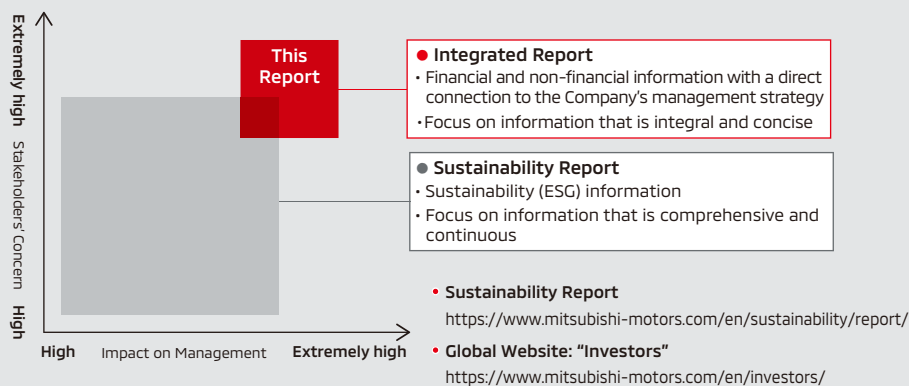 Extremely high
Stakeholders' Concern
High
This
Report
● Integrated Report
・Financial and non-financial information with a direct
connection to the Company's management strategy
・Focus on information that is integral and concise
● Sustainability Report
・Sustainability (ESG) information
・Focus on information that is comprehensive and
continuous
High Impact on Management Extremely high
• Sustainability Report
https://www.mitsubishi-motors.com/en/sustainability/report/
• Global Website: “Investors”
https://www.mitsubishi-motors.com/en/investors/